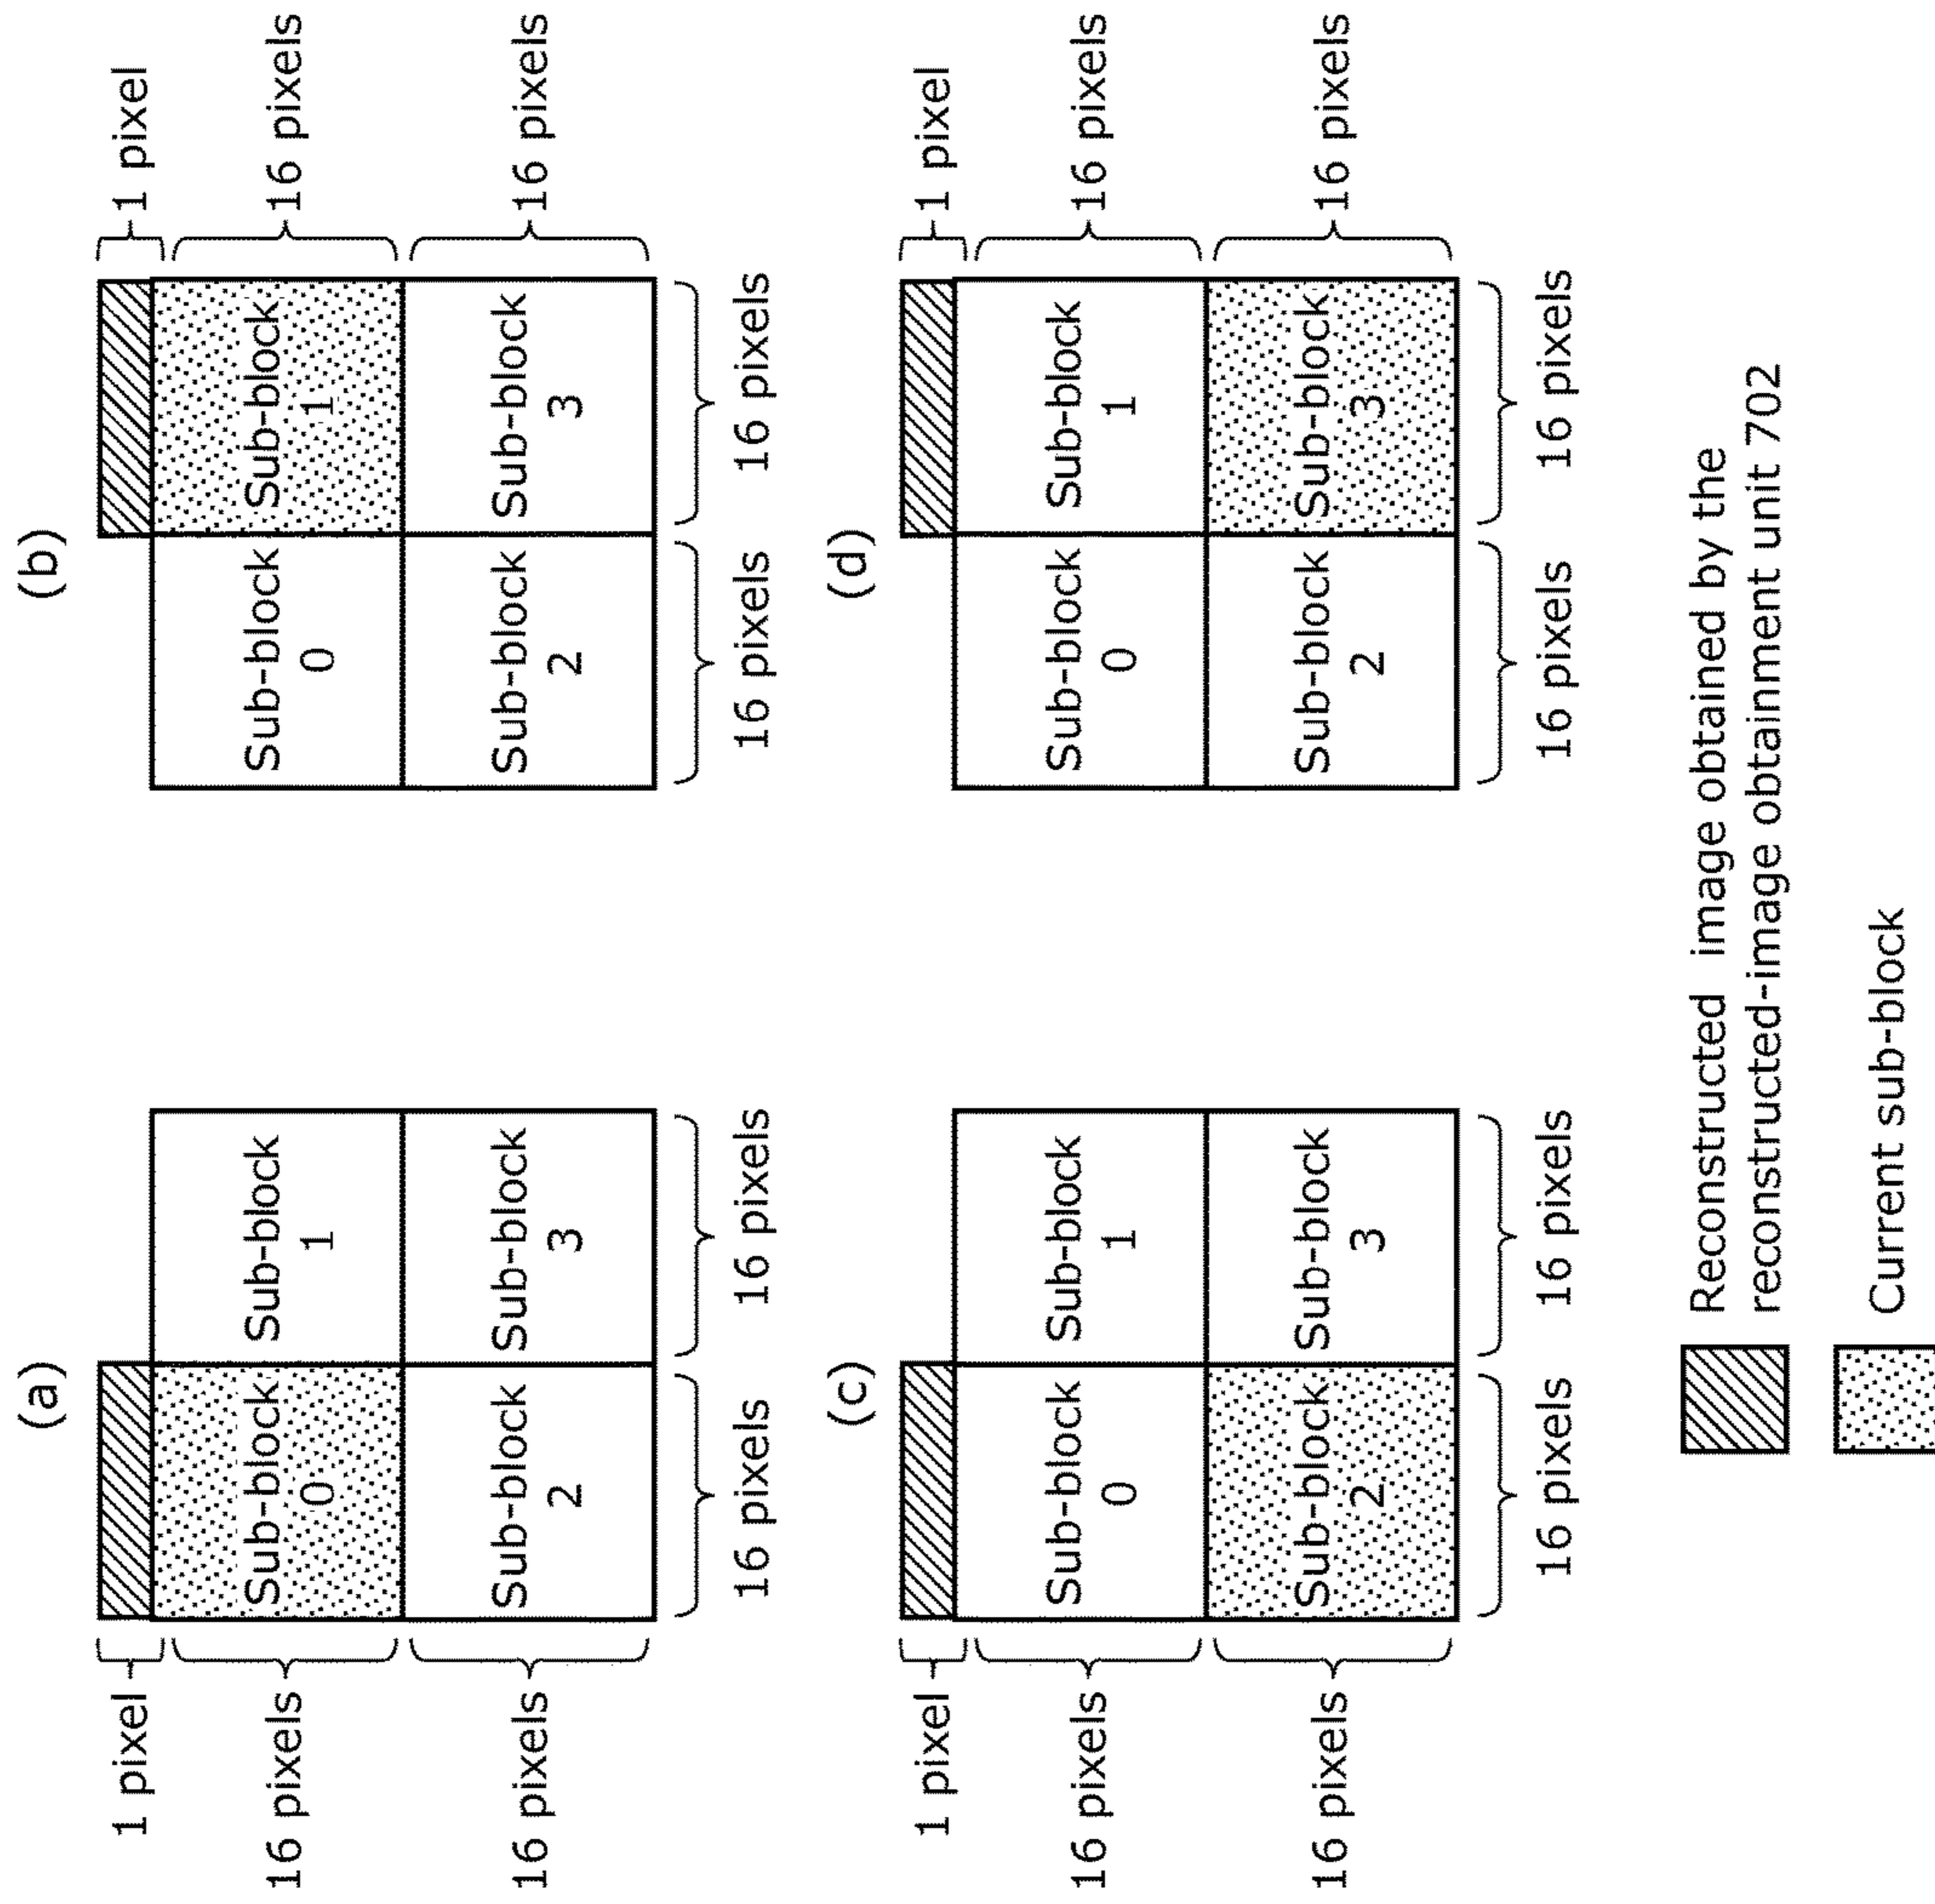 (a)
1 pixel
16 pixels
16 pixels
Sub-block
0
Sub-block
1
Sub-block
2
Sub-block
3
16 pixels
16 pixels
(b)
Sub-block
0
Sub-block
1
Sub-block
2
Sub-block
3
1 pixel
16 pixels
16 pixels
16 pixels
16 pixels
(c)
1 pixel
16 pixels
16 pixels
Sub-block
0
Sub-block
1
Sub-block
2
Sub-block
3
16 pixels
16 pixels
(d)
Sub-block
0
Sub-block
1
Sub-block
2
Sub-block
3
1 pixel
16 pixels
16 pixels
16 pixels
16 pixels
Reconstructed image obtained by the
reconstructed-image obtainment unit 702
Current sub-block